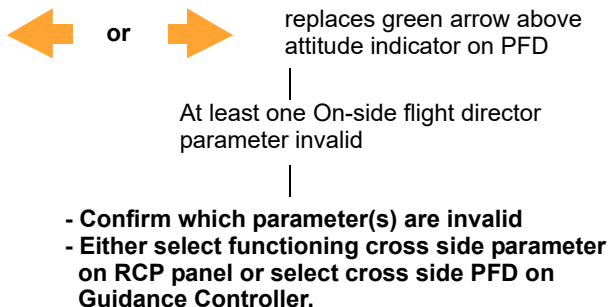 or
replaces green arrow above
attitude indicator on PFD
At least one On-side flight director
parameter invalid
- Confirm which parameter(s) are invalid
- Either select functioning cross side parameter
on RCP panel or select cross side PFD on
Guidance Controller.